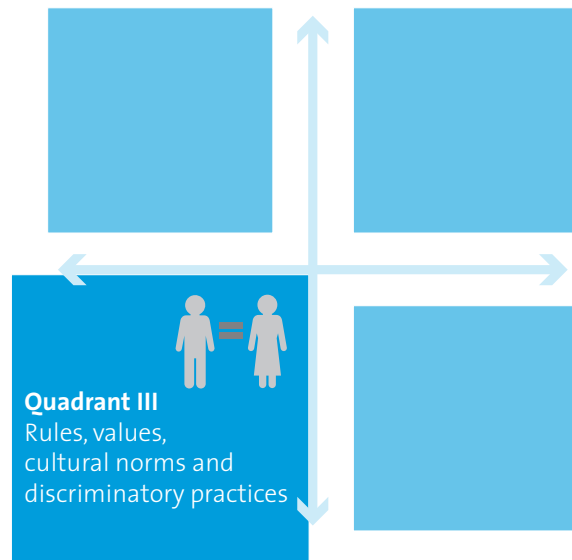 Quadrant III
Rules, values,
cultural norms and
discriminatory practices